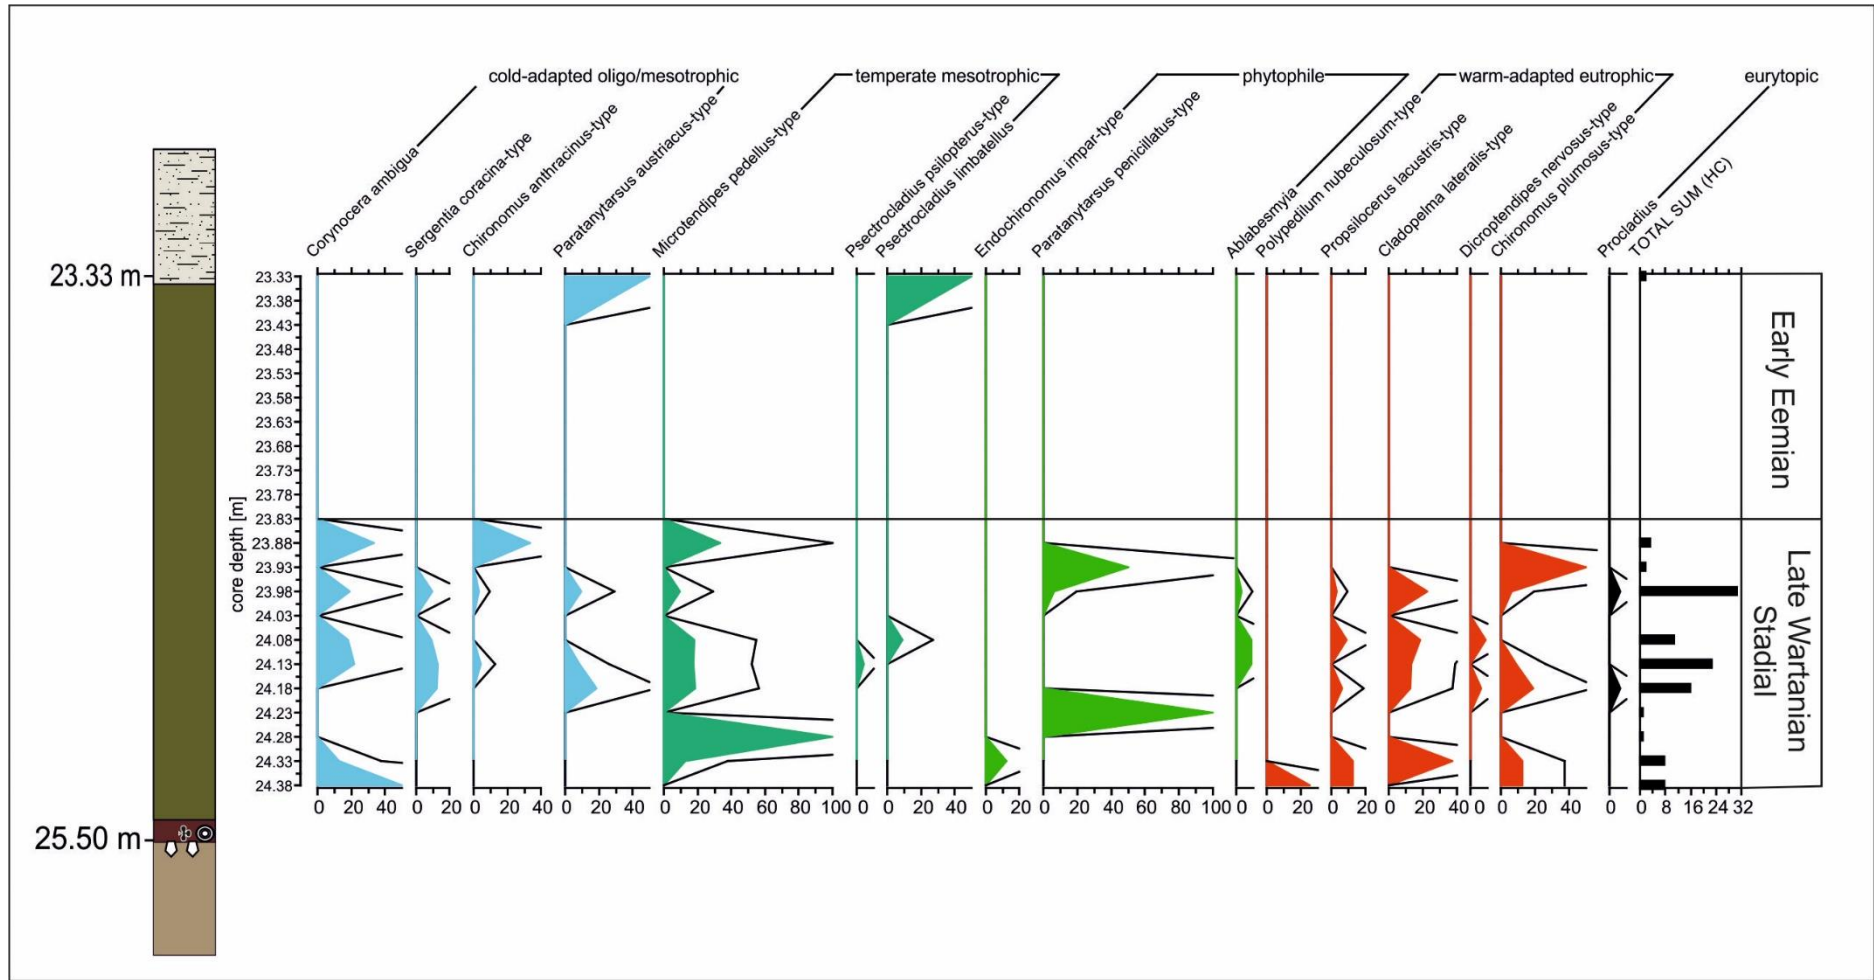 cold-adapted oligo/mesotrophic
temperate mesotrophic
phytophile
warm-adapted eutrophic
eurytopic
Corynocera ambigua
Sergentia coracina-type
Chironomus anthracinus-type
Paratanytarsus austriacus-type
Microtendipes pedellus-type
Psectrocladius psilopterus-type
Psectrocladius limbatellus
Endochironomus impar-type
Paratanytarsus penicillatus-type
Ablabesmyia
Polypedilum nubeculosum-type
Propsilocerus lacustris-type
Cladopelma lateralis-type
Dicroptendipes nervosus-type
Chironomus plumosus-type
Procladius
TOTAL SUM (HC)
23.33 m
25.50 m
core depth [m]
23.33
23.38
23.43
23.48
23.53
23.58
23.63
23.68
23.73
23.78
23.83
23.88
23.93
23.98
24.03
24.08
24.13
24.18
24.23
24.28
24.33
24.38
Early Eemian
Late Wartanian
Stadial
0 20 40 0 20 0 20 40 0 20 40 0 20 40 60 80 100 0 0 20 40 0 20 0 20 40 60 80 100 0 0 20 0 20 0 20 40 0 0 20 40 0 0 8 16 24 32